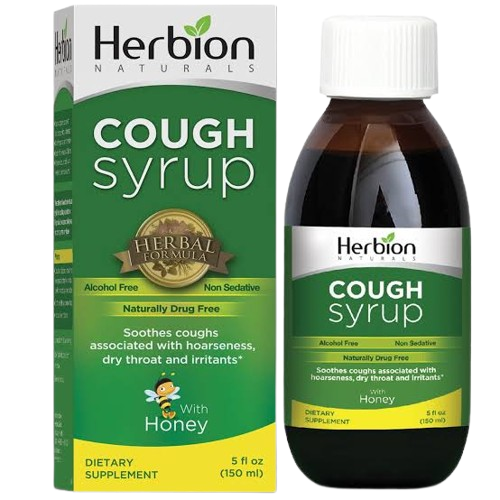 Herbion
NATURALS
COUGH
syrup
HERBAL
FORMULA
Alcohol Free Non Sedative
Naturally Drug Free
Soothes coughs
associated with hoarseness,
dry throat and irritants*
With
Honey
DIETARY
SUPPLEMENT
5 fl oz
(150 ml)
Herbion
NATURALS
COUGH
syrup
Alcohol Free Non Sedative
Naturally Drug Free
Soothes coughs associated with
hoarseness, dry throat and irritants*
With
Honey
DIETARY
SUPPLEMENT
5 fl oz
(150 ml)